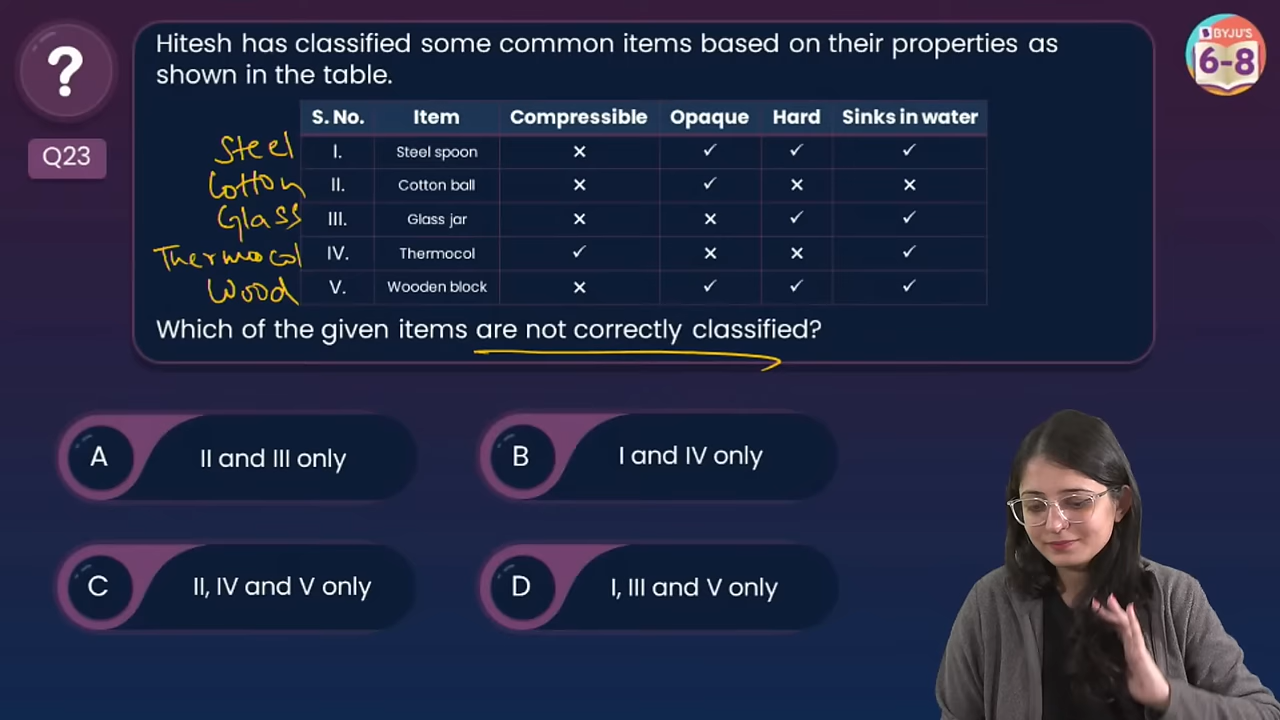 ?
Q23
BYJU'S
6-8
Hitesh has classified some common items based on their properties as
shown in the table.
S. No. Item Compressible Opaque Hard Sinks in water
Steel I. Steel spoon × ✓ ✓ ✓
Cotton II. Cotton ball × ✓ × ×
Glass III. Glass jar × × ✓ ✓
Thermocol IV. Thermocol ✓ × × ✓
Wood V. Wooden block × ✓ ✓ ✓
Which of the given items are not correctly classified?
A II and III only
B I and IV only
C II, IV and V only
D I, III and V only